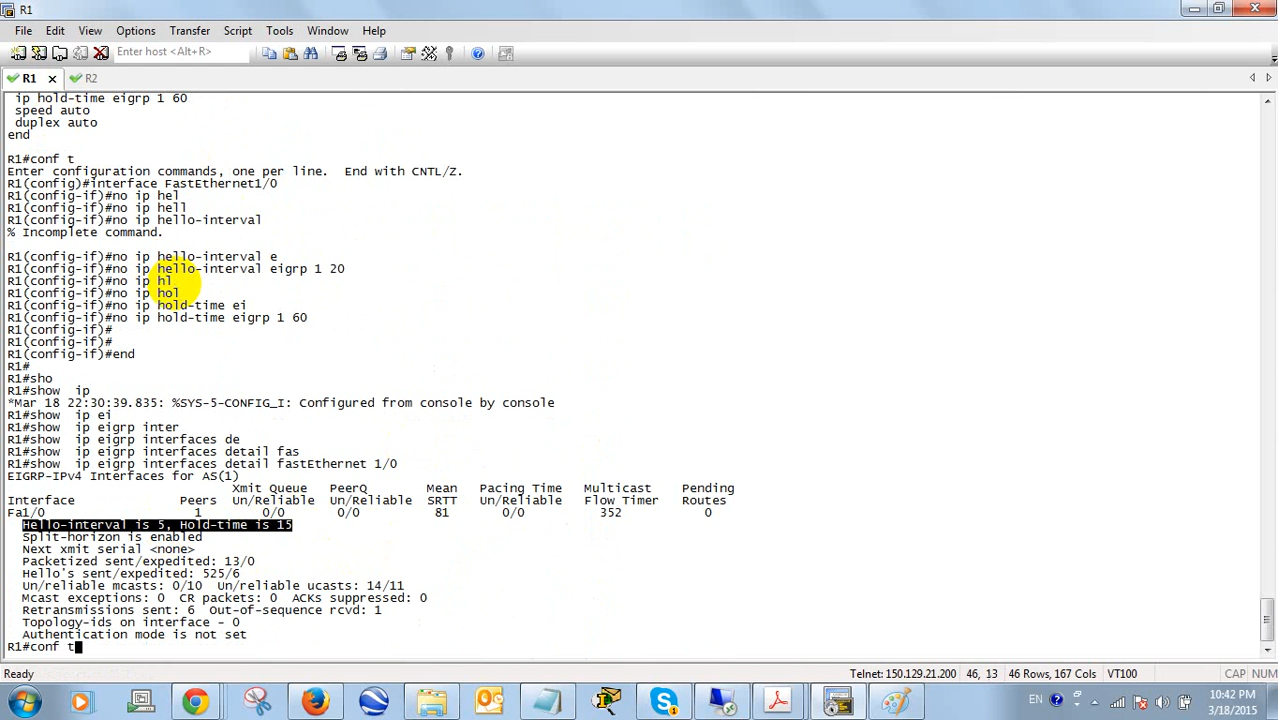 R1
File Edit View Options Transfer Script Tools Window Help
Enter host <Alt+R>
R1 R2
ip hold-time eigrp 1 60
speed auto
duplex auto
end
R1#conf t
Enter configuration commands, one per line.  End with CNTL/Z.
R1(config)#interface FastEthernet1/0
R1(config-if)#no ip hel
R1(config-if)#no ip hell
R1(config-if)#no ip hello-interval
% Incomplete command.
R1(config-if)#no ip hello-interval e
R1(config-if)#no ip hello-interval eigrp 1 20
R1(config-if)#no ip hl
R1(config-if)#no ip hol
R1(config-if)#no ip hold-time ei
R1(config-if)#no ip hold-time eigrp 1 60
R1(config-if)#
R1(config-if)#
R1(config-if)#end
R1#
R1#sho
R1#show  ip
*Mar 18 22:30:39.835: %SYS-5-CONFIG_I: Configured from console by console
R1#show  ip ei
R1#show  ip eigrp inter
R1#show  ip eigrp interfaces de
R1#show  ip eigrp interfaces detail fas
R1#show  ip eigrp interfaces detail fastEthernet 1/0
EIGRP-IPv4 Interfaces for AS(1)
Xmit Queue PeerQ Mean Pacing Time Multicast Pending
Interface Peers Un/Reliable Un/Reliable SRTT Un/Reliable Flow Timer Routes
Fa1/0 1 0/0 0/0 81 0/0 352 0
Hello-interval is 5, Hold-time is 15
Split-horizon is enabled
Next xmit serial <none>
Packetized sent/expedited: 13/0
Hello's sent/expedited: 525/6
Un/reliable mcasts: 0/10  Un/reliable ucasts: 14/11
Mcast exceptions: 0  CR packets: 0  ACKs suppressed: 0
Retransmissions sent: 6  Out-of-sequence rcvd: 1
Topology-ids on interface - 0
Authentication mode is not set
R1#conf t
Ready Telnet: 150.129.21.200 46, 13 46 Rows, 167 Cols VT100 CAP NUM
EN 10:42 PM
3/18/2015